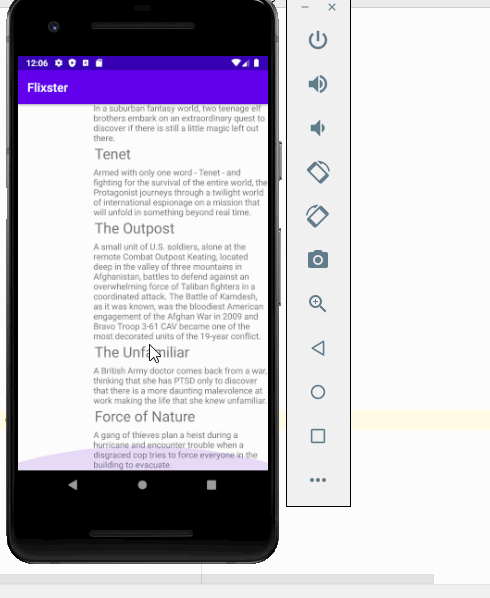 12:06
Flixster
In a suburban fantasy world, two teenage elf
brothers embark on an extraordinary quest to
discover if there is still a little magic left out
there.
Tenet
Armed with only one word - Tenet - and
fighting for the survival of the entire world, the
Protagonist journeys through a twilight world
of international espionage on a mission that
will unfold in something beyond real time.
The Outpost
A small unit of U.S. soldiers, alone at the
remote Combat Outpost Keating, located
deep in the valley of three mountains in
Afghanistan, battles to defend against an
overwhelming force of Taliban fighters in a
coordinated attack. The Battle of Kamdesh,
as it was known, was the bloodiest American
engagement of the Afghan War in 2009 and
Bravo Troop 3-61 CAV became one of the
most decorated units of the 19-year conflict.
The Unfamiliar
A British Army doctor comes back from a war,
thinking that she has PTSD only to discover
that there is a more daunting malevolence at
work making the life that she knew unfamiliar.
Force of Nature
A gang of thieves plan a heist during a
hurricane and encounter trouble when a
disgraced cop tries to force everyone in the
building to evacuate.